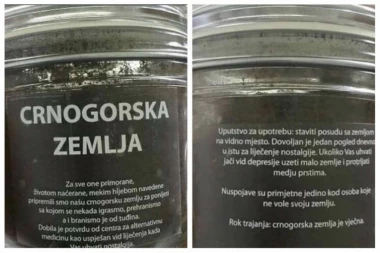 CRNOGORSKA
ZEMLJA
Za sve one primorane,
životom načerane, mekim hljebom navedene
pripremili smo našu crnogorsku zemlju za ponijeti
sa kojom se nekada igrasmo, prehranismo
a i branismo je od tuđina.
Dobila je potvrdu od centra za alternativnu
medicinu kao uspješan vid liječenja kada
Vas uhvati nostalgija.
Uputstvo za upotrebu: staviti posudu sa zemljom
na vidno mjesto. Dovoljan je jedan pogled dnevno
u istu za liječenje nostalgije. Ukoliko Vas uhvati
jači vid depresije uzeti malo zemlje i protrljati
među prstima.
Nuspojave su primjetne jedino kod osoba koje
ne vole svoju zemlju.
Rok trajanja: crnogorska zemlja je vječna.